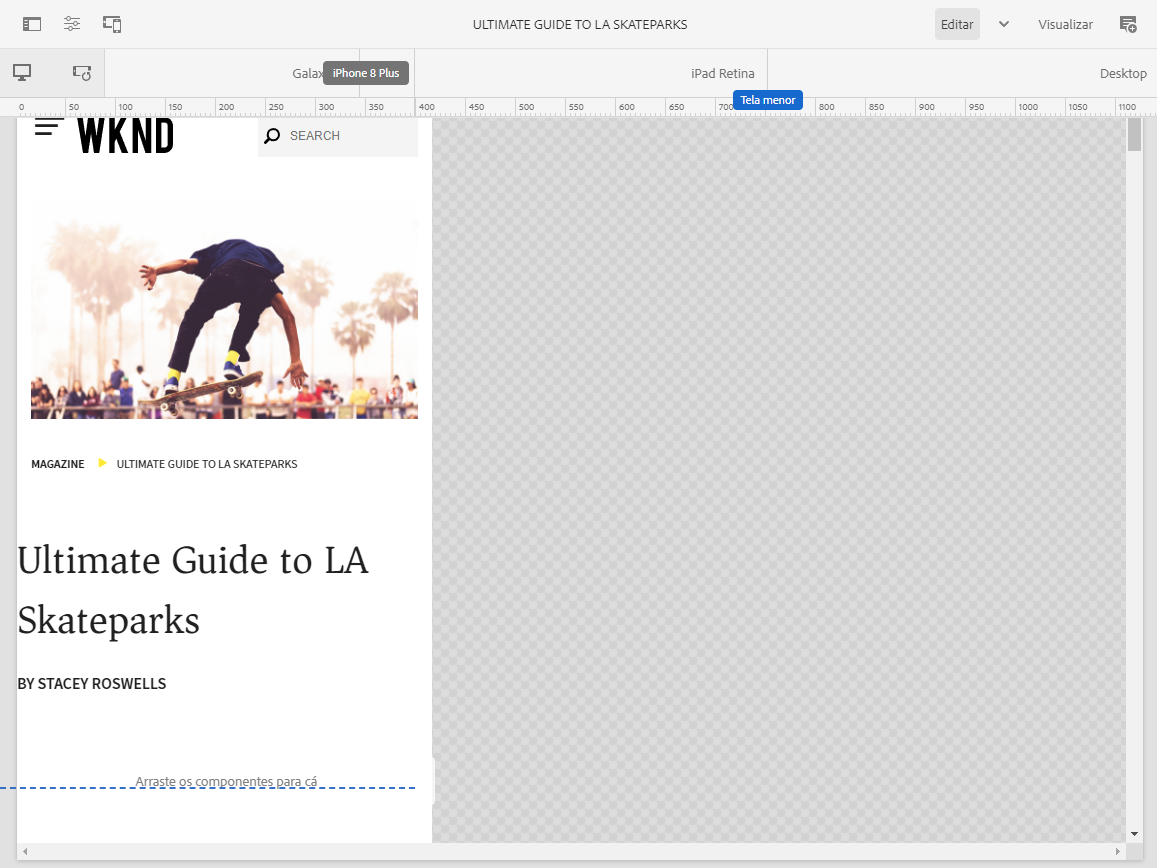 ULTIMATE GUIDE TO LA SKATEPARKS
Editar
Visualizar
Galax
iPhone 8 Plus
iPad Retina
Desktop
Tela menor
0 50 100 150 200 250 300 350 400 450 500 550 600 650 700 800 850 900 950 1000 1050 1100
WKND
SEARCH
MAGAZINE ULTIMATE GUIDE TO LA SKATEPARKS
Ultimate Guide to LA
Skateparks
BY STACEY ROSWELLS
Arraste os componentes para cá